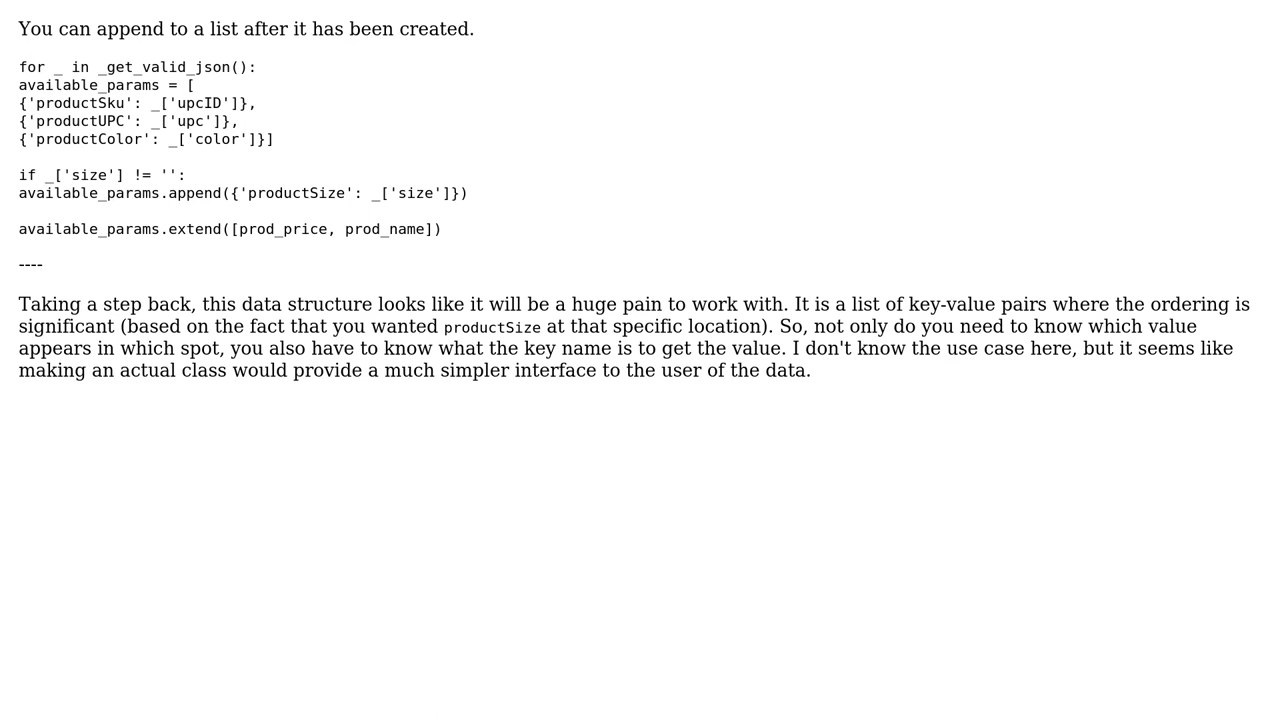 You can append to a list after it has been created.
for _ in _get_valid_json():
available_params = [
{'productSku': _['upcID']},
{'productUPC': _['upc']},
{'productColor': _['color']}]
if _['size'] != '':
available_params.append({'productSize': _['size']})
available_params.extend([prod_price, prod_name])
----
Taking a step back, this data structure looks like it will be a huge pain to work with. It is a list of key-value pairs where the ordering is
significant (based on the fact that you wanted productSize at that specific location). So, not only do you need to know which value
appears in which spot, you also have to know what the key name is to get the value. I don't know the use case here, but it seems like
making an actual class would provide a much simpler interface to the user of the data.